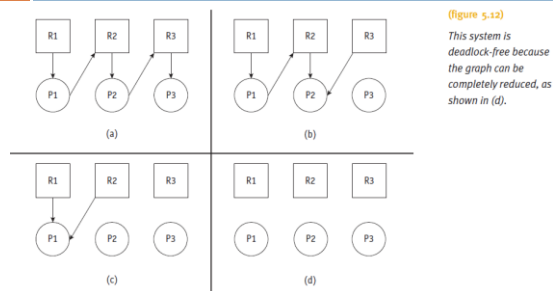 R1 R2 R3
P1 P2 P3
(a)
R1 R2 R3
P1 P2 P3
(b)
R1 R2 R3
P1 P2 P3
(c)
R1 R2 R3
P1 P2 P3
(d)
(figure 5.12)
This system is
deadlock-free because
the graph can be
completely reduced, as
shown in (d).